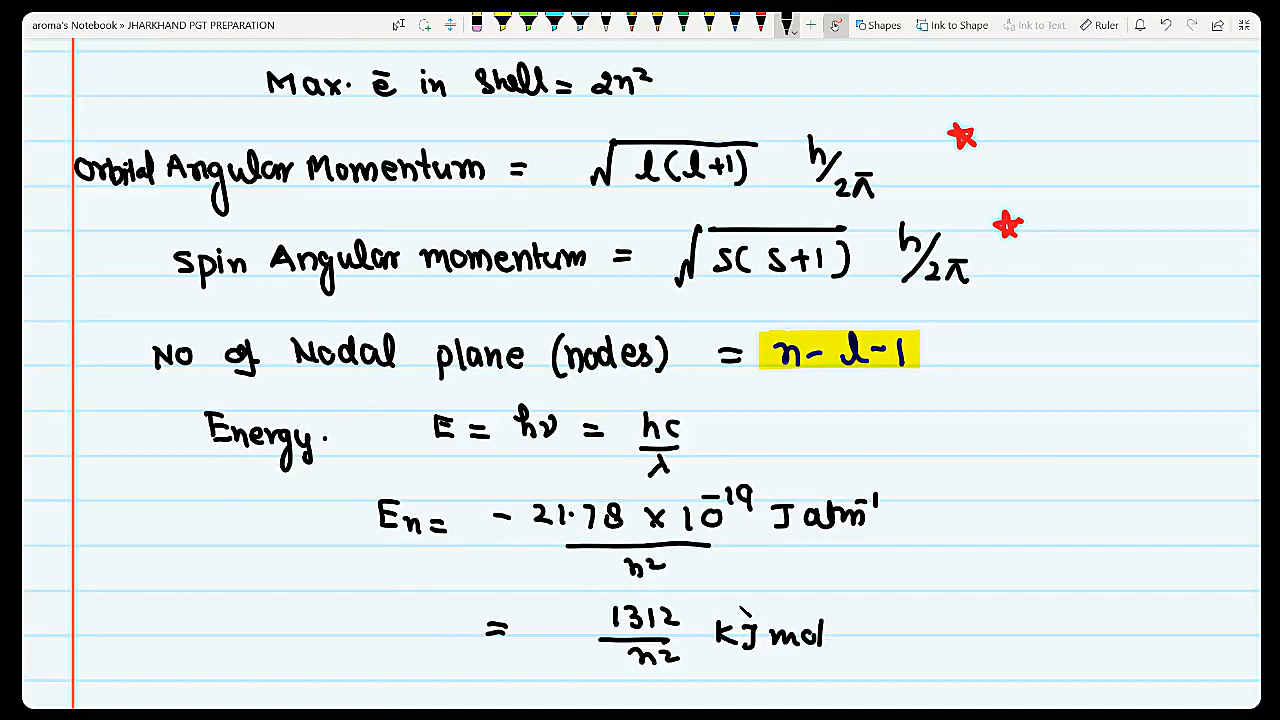 aroma's Notebook » JHARKHAND PGT PREPARATION
Shapes Ink to Shape Ink to Text Ruler
Max. ē in shell = 2n²
Orbital Angular Momentum = √l(l+1) h/2π
Spin Angular momentum = √s(s+1) h/2π
No of Nodal plane (nodes) = n-l-1
Energy. E = hν = hc/λ
En = -21.78 × 10⁻¹⁹/n² J atm⁻¹
= 1312/n² kJ mol